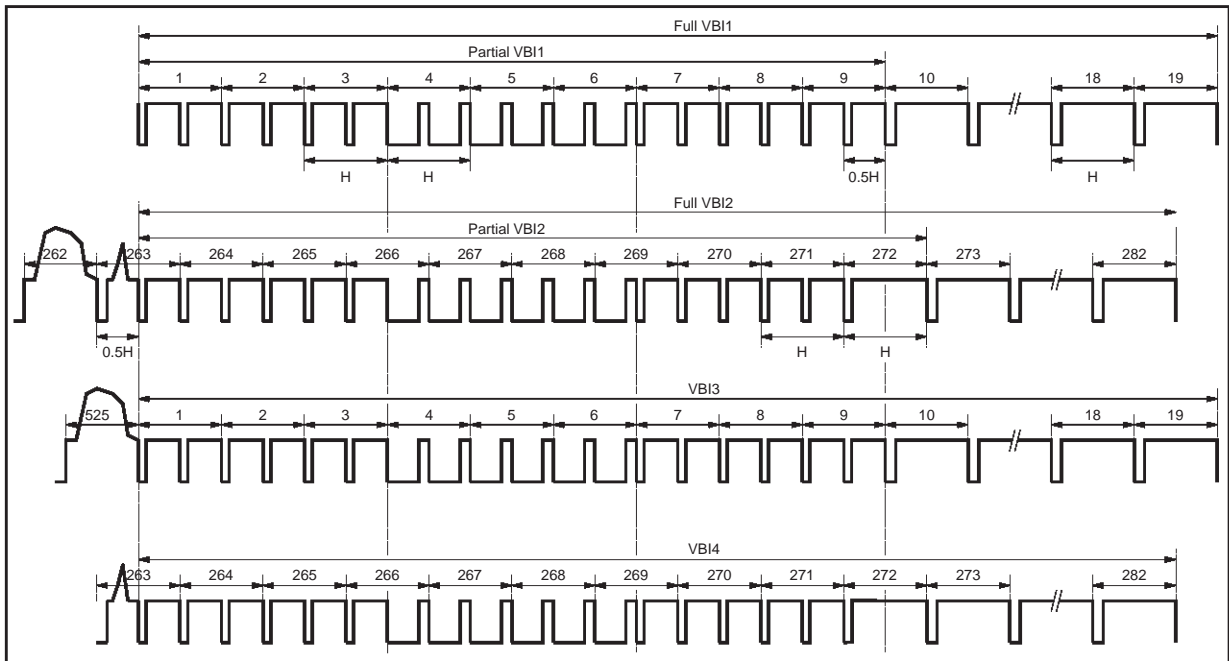 Full VBI1
Partial VBI1
1 2 3 4 5 6 7 8 9 10 18 19
H H 0.5H H
Full VBI2
Partial VBI2
262 263 264 265 266 267 268 269 270 271 272 273 282
0.5H H H
VBI3
525 1 2 3 4 5 6 7 8 9 10 18 19
VBI4
263 264 265 266 267 268 269 270 271 272 273 282